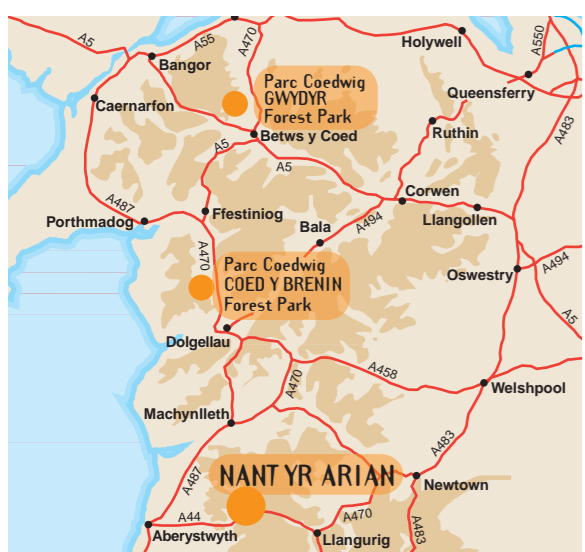 A5
A55
A470
Holywell
A550
Bangor
Queensferry
Parc Coedwig
GWYDYR
Forest Park
Caernarfon
A483
Betws y Coed
Ruthin
A5
A5
Corwen
A487
Porthmadog
Ffestiniog
Llangollen
Bala
A494
A470
Parc Coedwig
COED Y BRENIN
Forest Park
A494
Oswestry
A5
Dolgellau
A458
A470
Welshpool
Machynlleth
A483
NANT YR ARIAN
A487
Newtown
A44
A470
Aberystwyth
Llangurig
A483